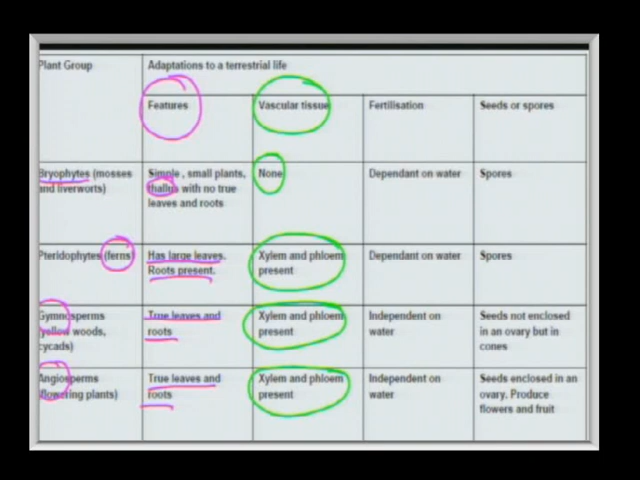 Plant Group
Adaptations to a terrestrial life
Features
Vascular tissue
Fertilisation
Seeds or spores
Bryophytes (mosses
and liverworts)
Simple , small plants,
thallus with no true
leaves and roots
None
Dependant on water
Spores
Pteridophytes (ferns)
Has large leaves.
Roots present.
Xylem and phloem
present
Dependant on water
Spores
Gymnosperms
(yellow woods,
cycads)
True leaves and
roots
Xylem and phloem
present
Independent on
water
Seeds not enclosed
in an ovary but in
cones
Angiosperms
(flowering plants)
True leaves and
roots
Xylem and phloem
present
Independent on
water
Seeds enclosed in an
ovary. Produce
flowers and fruit